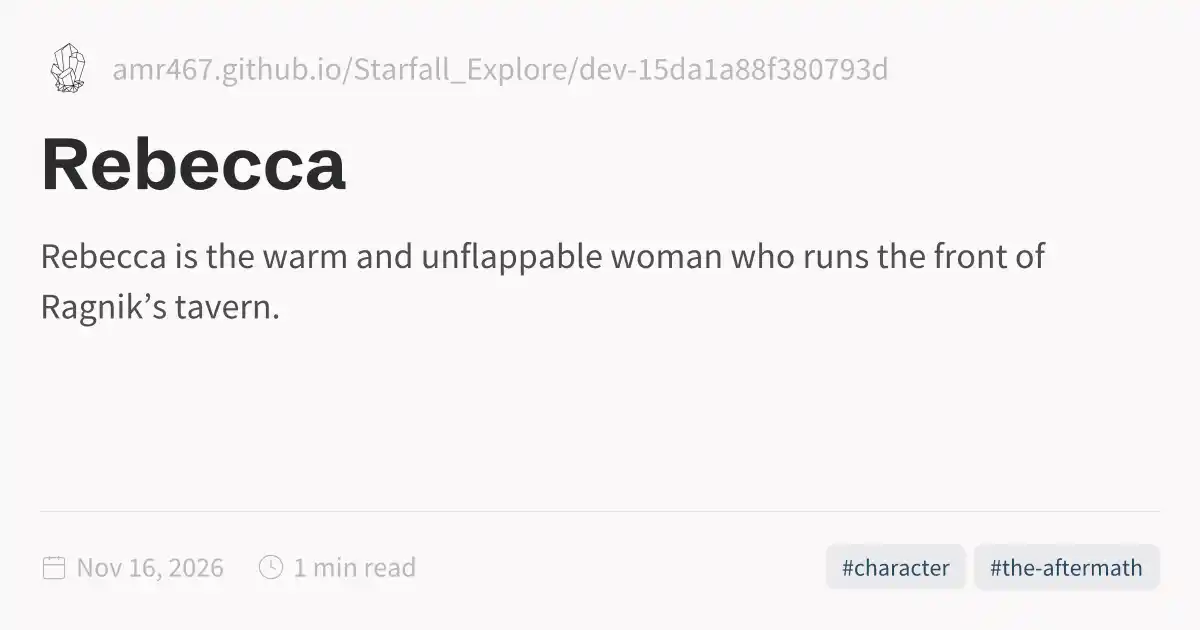 amr467.github.io/Starfall_Explore/dev-15da1a88f380793d
Rebecca
Rebecca is the warm and unflappable woman who runs the front of
Ragnik’s tavern.
Nov 16, 2026 1 min read #character #the-aftermath